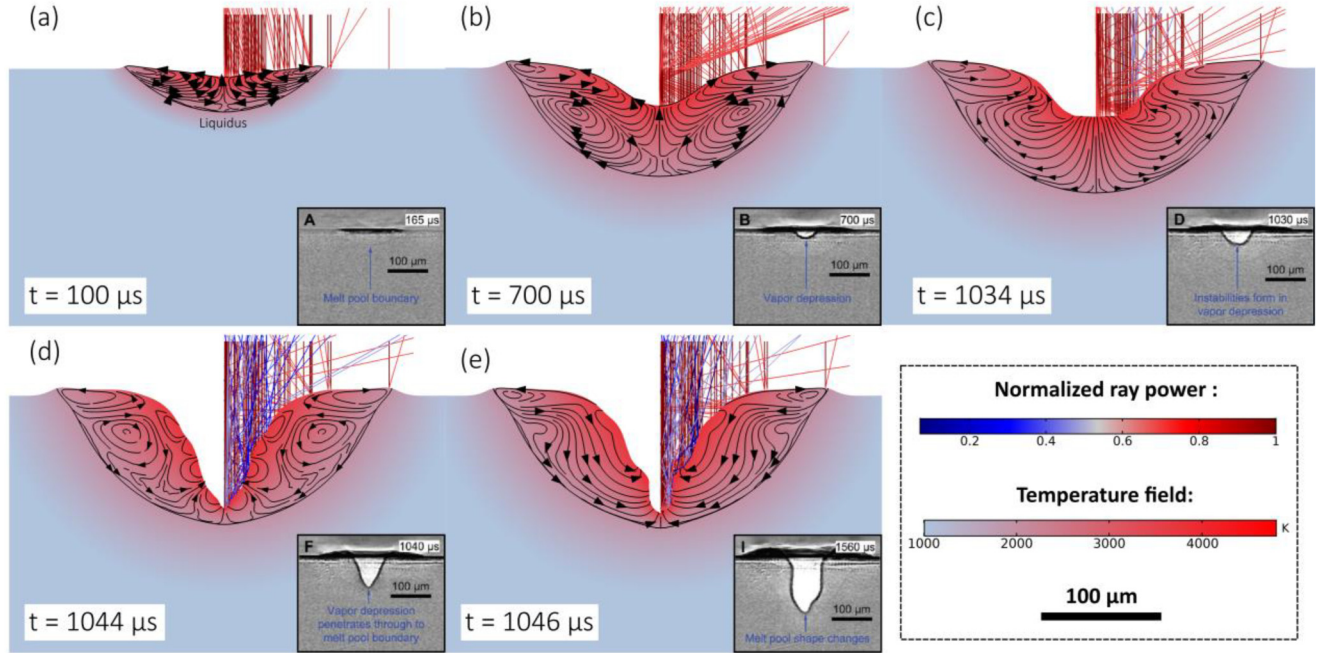 (a)
Liquidus
A
165 µs
100 µm
Melt pool boundary
t = 100 µs
(b)
B
700 µs
100 µm
Vapor depression
t = 700 µs
(c)
D
1030 µs
100 µm
Instabilities form in
vapor depression
t = 1034 µs
(d)
F
1040 µs
100 µm
Vapor depression
penetrates through to
melt pool boundary
t = 1044 µs
(e)
I
1560 µs
100 µm
Melt pool shape changes
t = 1046 µs
Normalized ray power :
0.2 0.4 0.6 0.8 1
Temperature field:
K
1000 2000 3000 4000
100 µm